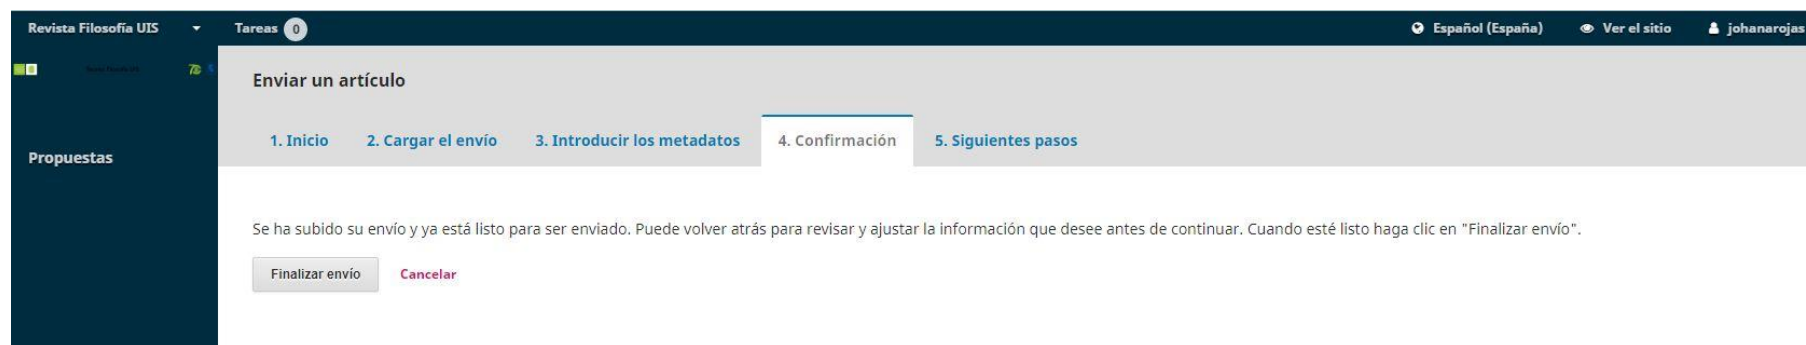 Revista Filosofía UIS
Tareas 0
Español (España)
Ver el sitio
johanarojas
Enviar un artículo
1. Inicio
2. Cargar el envío
3. Introducir los metadatos
4. Confirmación
5. Siguientes pasos
Propuestas
Se ha subido su envío y ya está listo para ser enviado. Puede volver atrás para revisar y ajustar la información que desee antes de continuar. Cuando esté listo haga clic en "Finalizar envío".
Finalizar envío
Cancelar